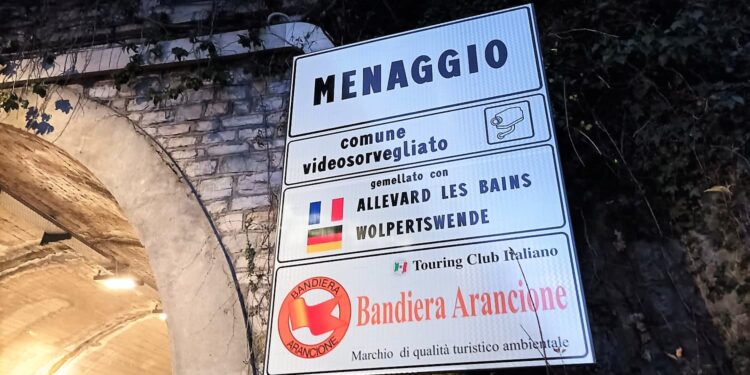 MENAGGIO
comune
videosorvegliato
gemellato con
ALLEVARD LES BAINS
WOLPERTSWENDE
Touring Club Italiano
BANDIERA
ARANCIONE
Bandiera Arancione
Marchio di qualità turistico ambientale